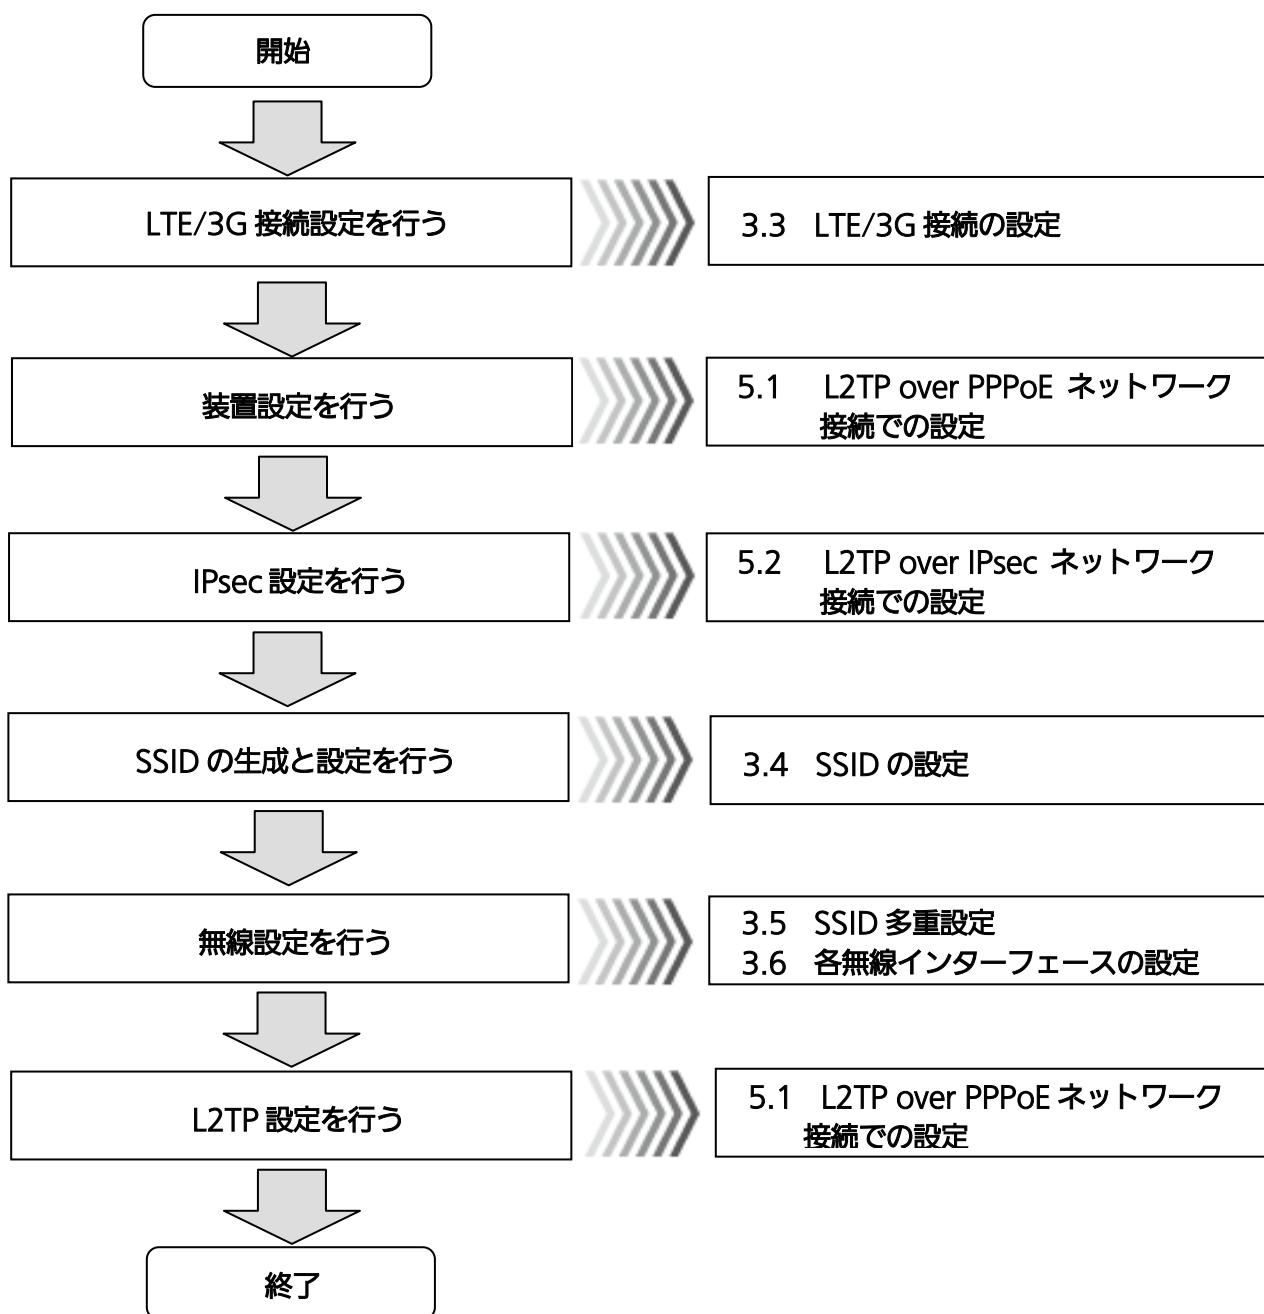 開始
LTE/3G 接続設定を行う
3.3 LTE/3G 接続の設定
装置設定を行う
5.1 L2TP over PPPoE ネットワーク
接続での設定
IPsec 設定を行う
5.2 L2TP over IPsec ネットワーク
接続での設定
SSID の生成と設定を行う
3.4 SSID の設定
無線設定を行う
3.5 SSID 多重設定
3.6 各無線インターフェースの設定
L2TP 設定を行う
5.1 L2TP over PPPoE ネットワーク
接続での設定
終了